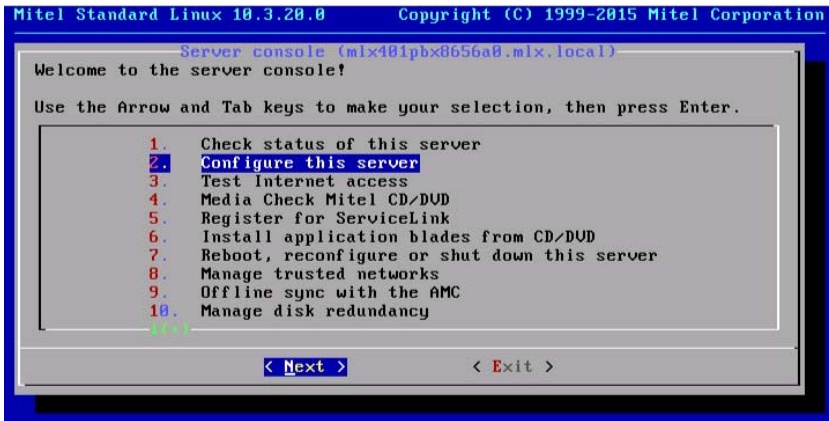 Mitel Standard Linux 10.3.20.0 Copyright (C) 1999-2015 Mitel Corporation
Server console (mlx401pbx8656a0.mlx.local)
Welcome to the server console!
Use the Arrow and Tab keys to make your selection, then press Enter.
1. Check status of this server
2. Configure this server
3. Test Internet access
4. Media Check Mitel CD/DVD
5. Register for ServiceLink
6. Install application blades from CD/DVD
7. Reboot, reconfigure or shut down this server
8. Manage trusted networks
9. Offline sync with the AMC
10. Manage disk redundancy
↓(+)
< Next > < Exit >